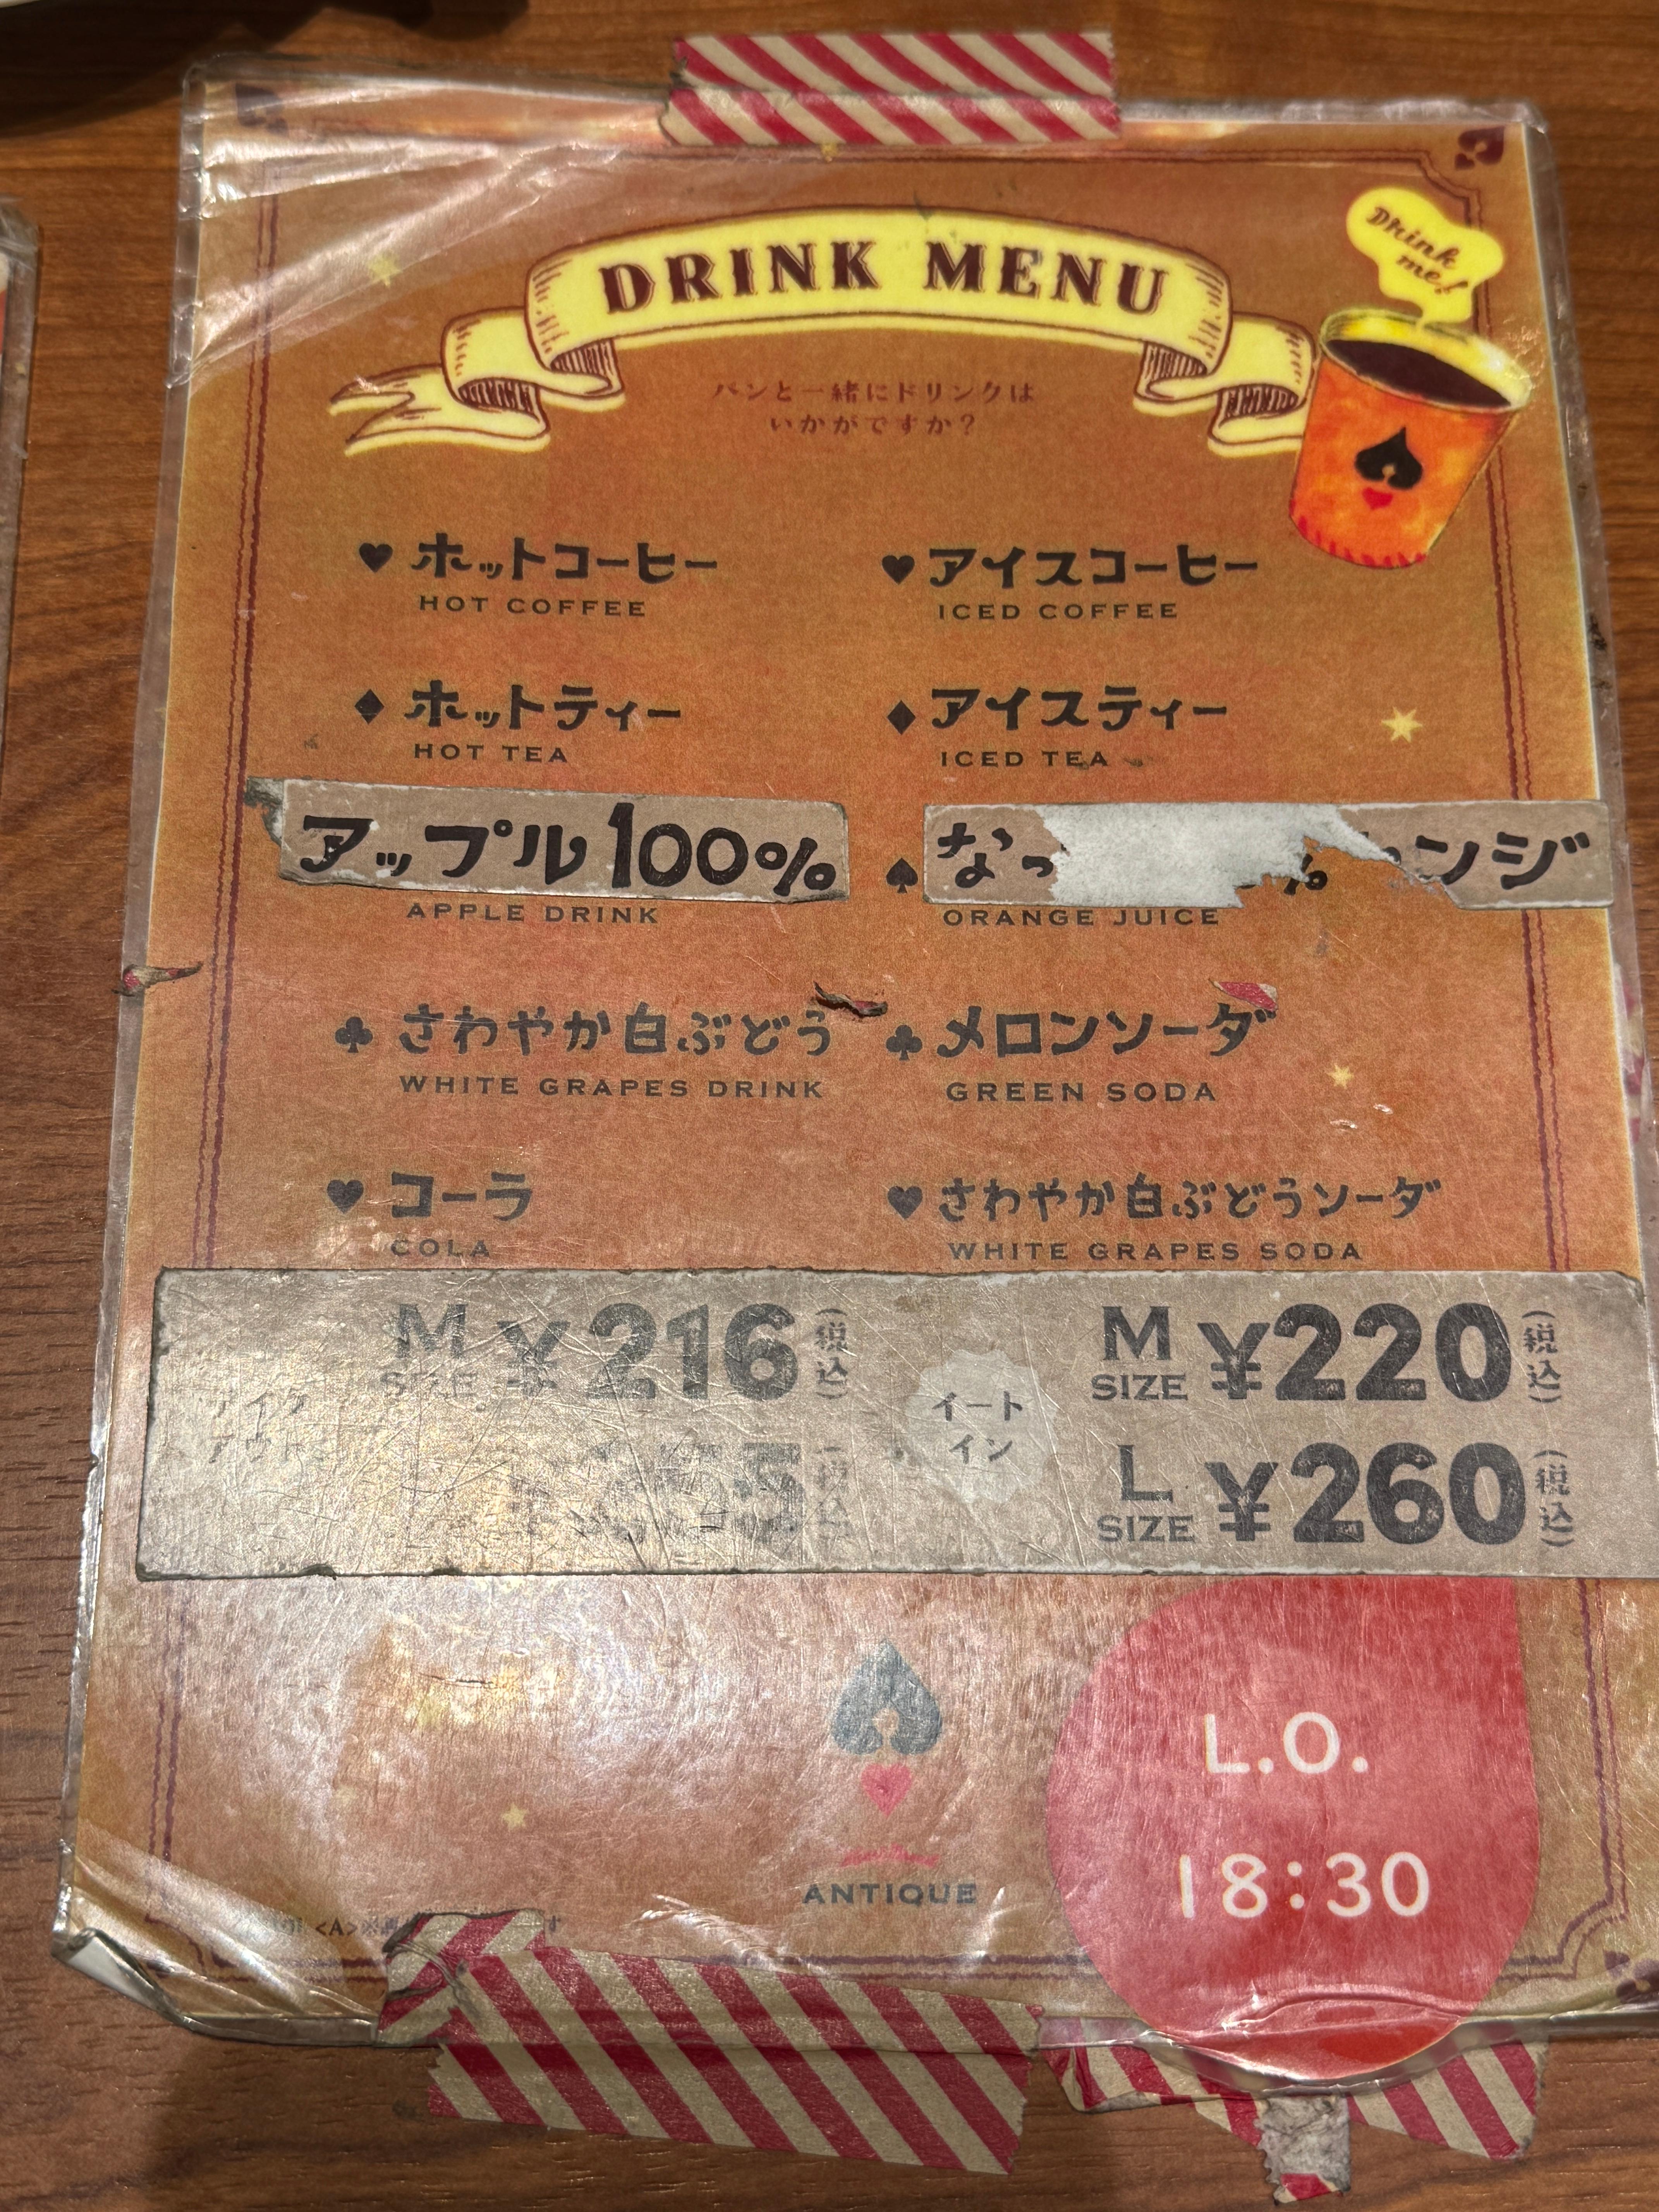 DRINK MENU
Drink
me!
パンと一緒にドリンクは
いかがですか?
ホットコーヒー
HOT COFFEE
アイスコーヒー
ICED COFFEE
ホットティー
HOT TEA
アイスティー
ICED TEA
アップル100%
APPLE DRINK
ORANGE JUICE
さわやか白ぶどう
WHITE GRAPES DRINK
メロンソーダ
GREEN SODA
コーラ
COLA
さわやか白ぶどうソーダ
WHITE GRAPES SODA
M SIZE ¥216 (税込)
(税込)
イート
イン
M SIZE ¥220 (税込)
L SIZE ¥260 (税込)
ANTIQUE
L.O.
18:30